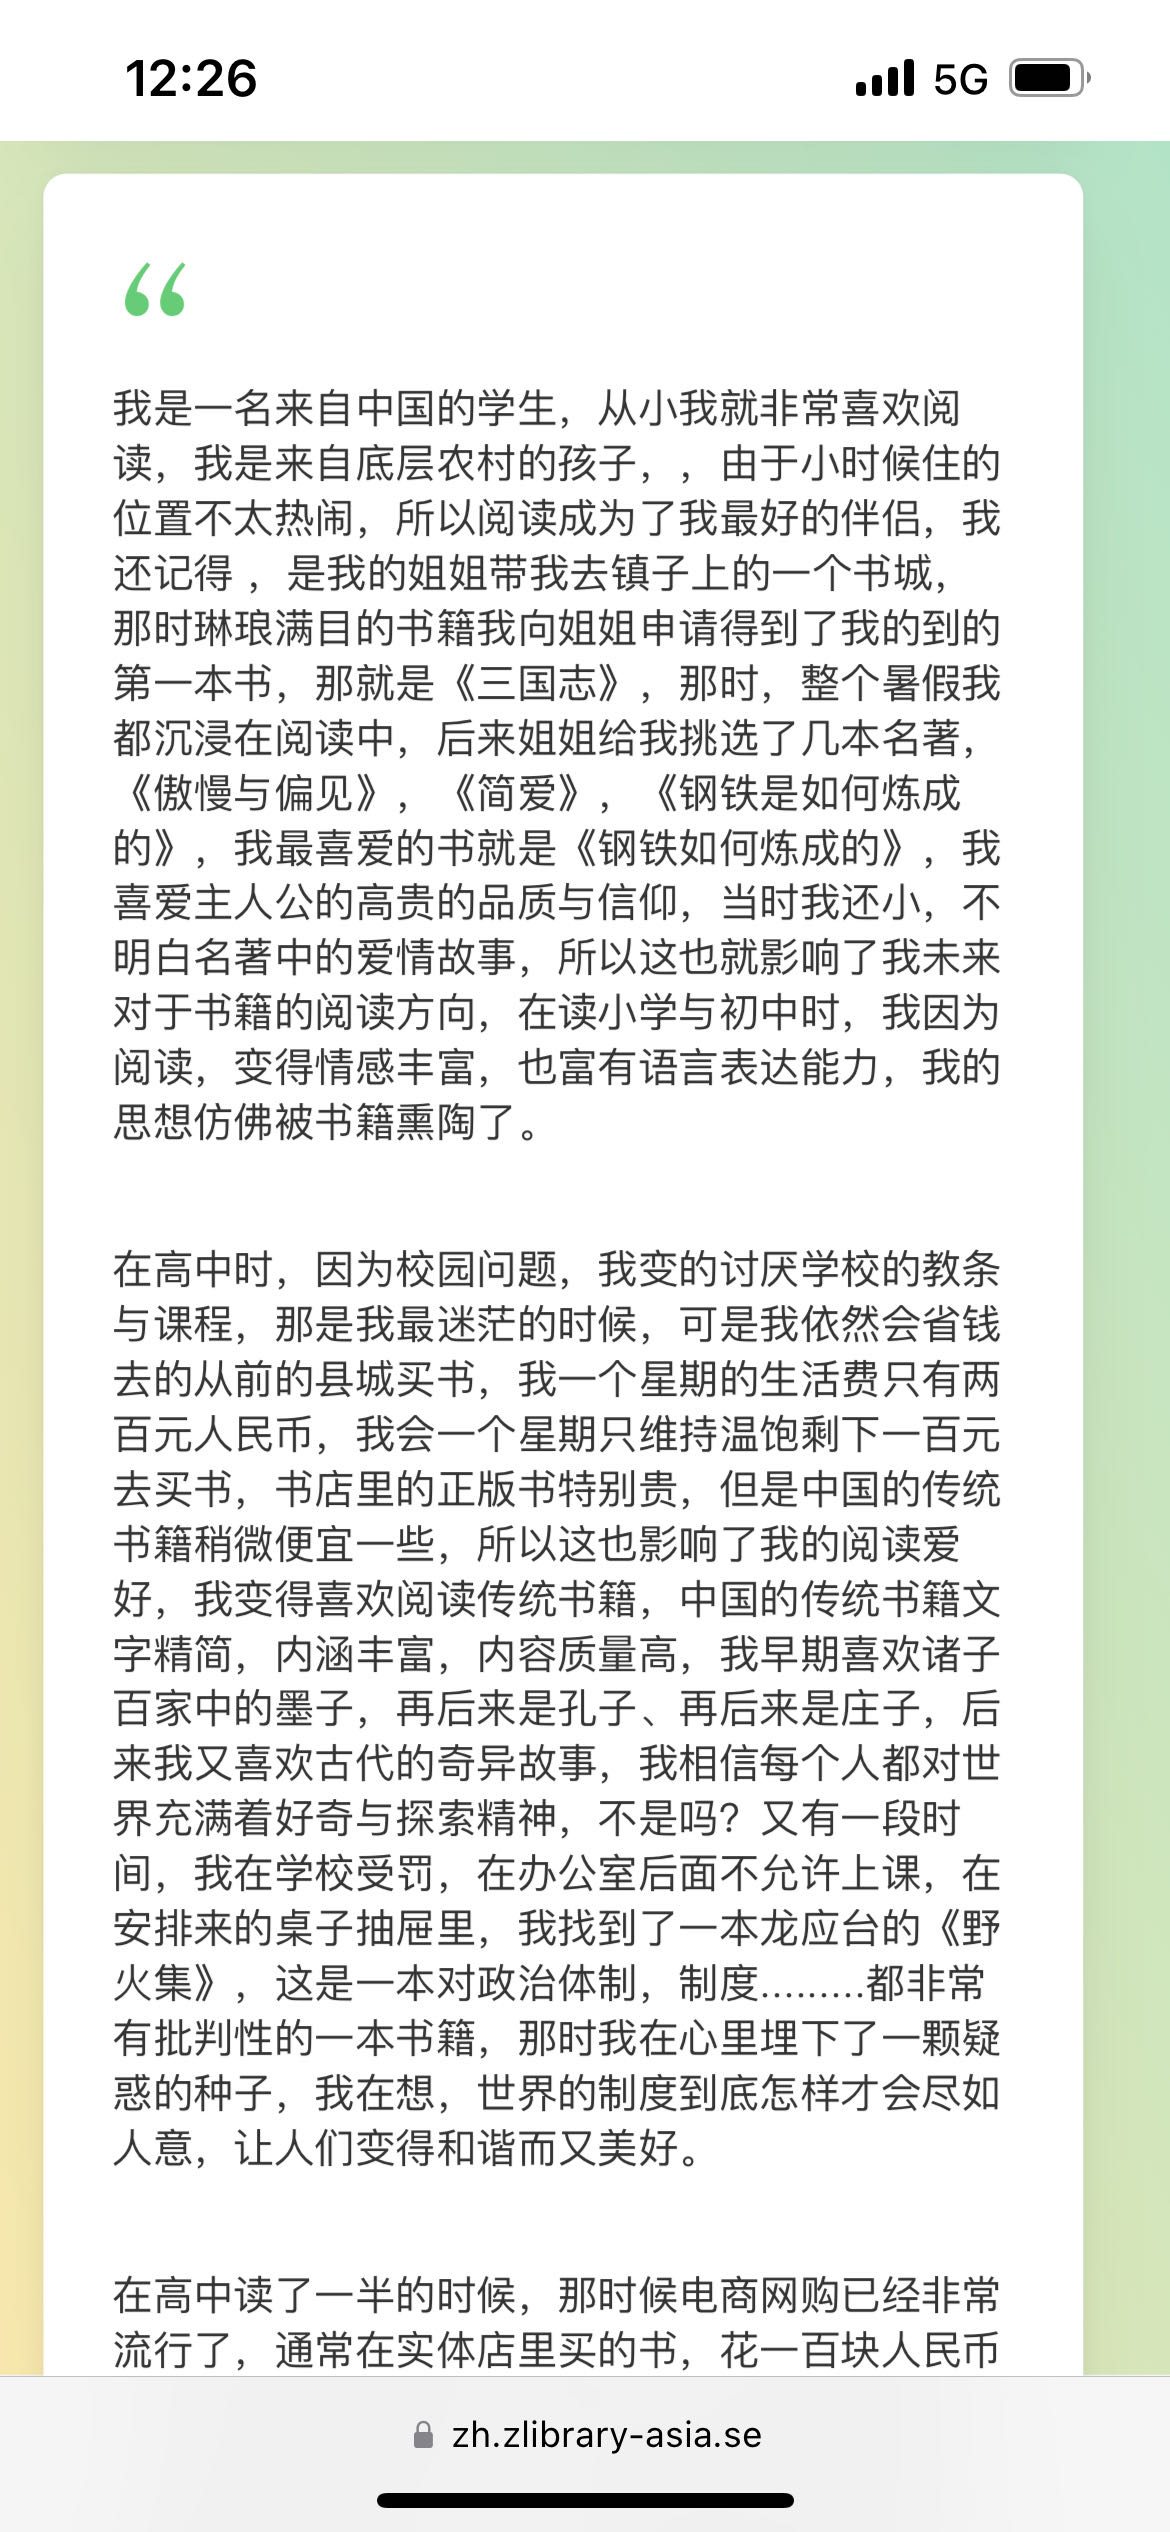 12:26
5G
“
我是一名来自中国的学生，从小我就非常喜欢阅
读，我是来自底层农村的孩子，，由于小时候住的
位置不太热闹，所以阅读成为了我最好的伴侣，我
还记得 ，是我的姐姐带我去镇子上的一个书城，
那时琳琅满目的书籍我向姐姐申请得到了我的到的
第一本书，那就是《三国志》，那时，整个暑假我
都沉浸在阅读中，后来姐姐给我挑选了几本名著，
《傲慢与偏见》，《简爱》，《钢铁是如何炼成
的》，我最喜爱的书就是《钢铁如何炼成的》，我
喜爱主人公的高贵的品质与信仰，当时我还小，不
明白名著中的爱情故事，所以这也就影响了我未来
对于书籍的阅读方向，在读小学与初中时，我因为
阅读，变得情感丰富，也富有语言表达能力，我的
思想仿佛被书籍熏陶了。
在高中时，因为校园问题，我变的讨厌学校的教条
与课程，那是我最迷茫的时候，可是我依然会省钱
去的从前的县城买书，我一个星期的生活费只有两
百元人民币，我会一个星期只维持温饱剩下一百元
去买书，书店里的正版书特别贵，但是中国的传统
书籍稍微便宜一些，所以这也影响了我的阅读爱
好，我变得喜欢阅读传统书籍，中国的传统书籍文
字精简，内涵丰富，内容质量高，我早期喜欢诸子
百家中的墨子，再后来是孔子、再后来是庄子，后
来我又喜欢古代的奇异故事，我相信每个人都对世
界充满着好奇与探索精神，不是吗？又有一段时
间，我在学校受罚，在办公室后面不允许上课，在
安排来的桌子抽屉里，我找到了一本龙应台的《野
火集》，这是一本对政治体制，制度.........都非常
有批判性的一本书籍，那时我在心里埋下了一颗疑
惑的种子，我在想，世界的制度到底怎样才会尽如
人意，让人们变得和谐而又美好。
在高中读了一半的时候，那时候电商网购已经非常
流行了，通常在实体店里买的书，花一百块人民币
zh.zlibrary-asia.se